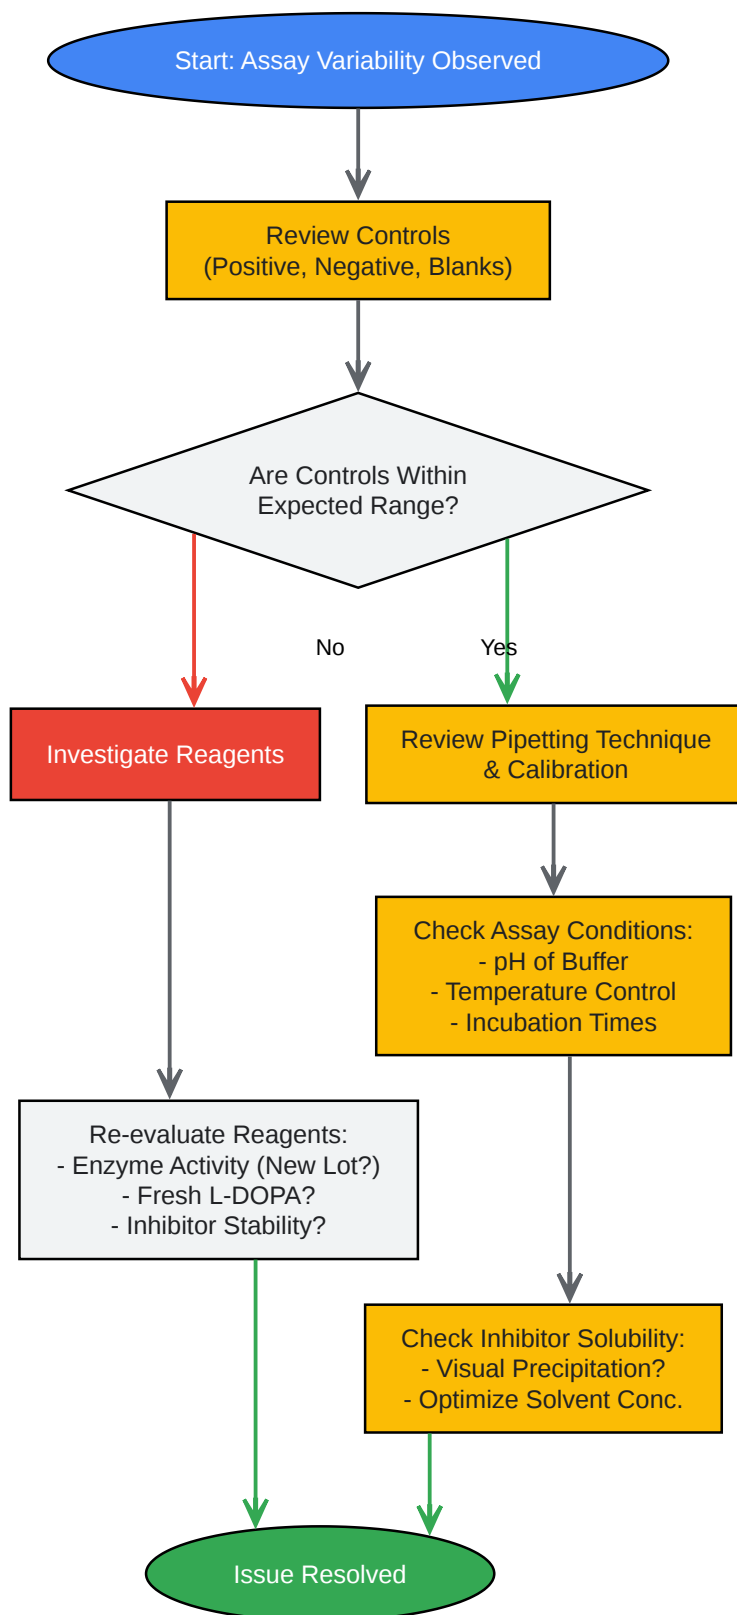 Start: Assay Variability Observed
Review Controls
(Positive, Negative, Blanks)
Are Controls Within
Expected Range?
No
Yes
Investigate Reagents
Review Pipetting Technique
& Calibration
Check Assay Conditions:
- pH of Buffer
- Temperature Control
- Incubation Times
Re-evaluate Reagents:
- Enzyme Activity (New Lot?)
- Fresh L-DOPA?
- Inhibitor Stability?
Check Inhibitor Solubility:
- Visual Precipitation?
- Optimize Solvent Conc.
Issue Resolved